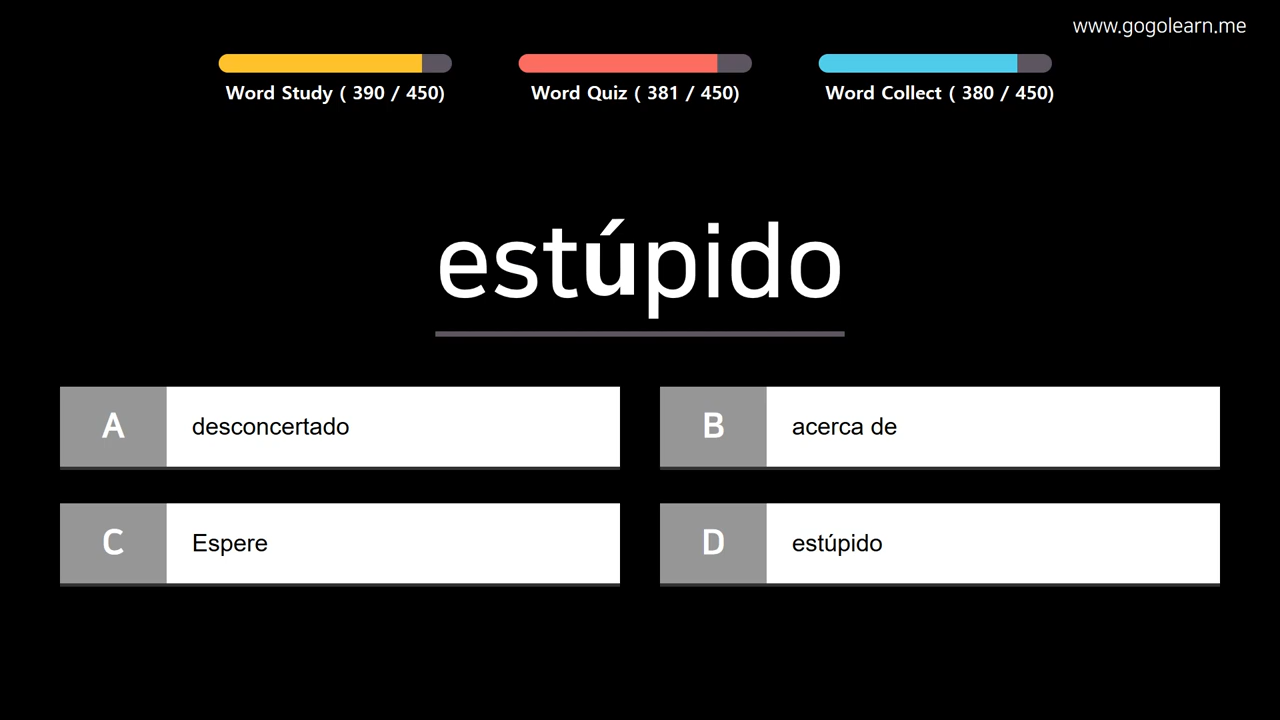 www.gogolearn.me
Word Study ( 390 / 450)
Word Quiz ( 381 / 450)
Word Collect ( 380 / 450)
estúpido
A desconcertado
B acerca de
C Espere
D estúpido